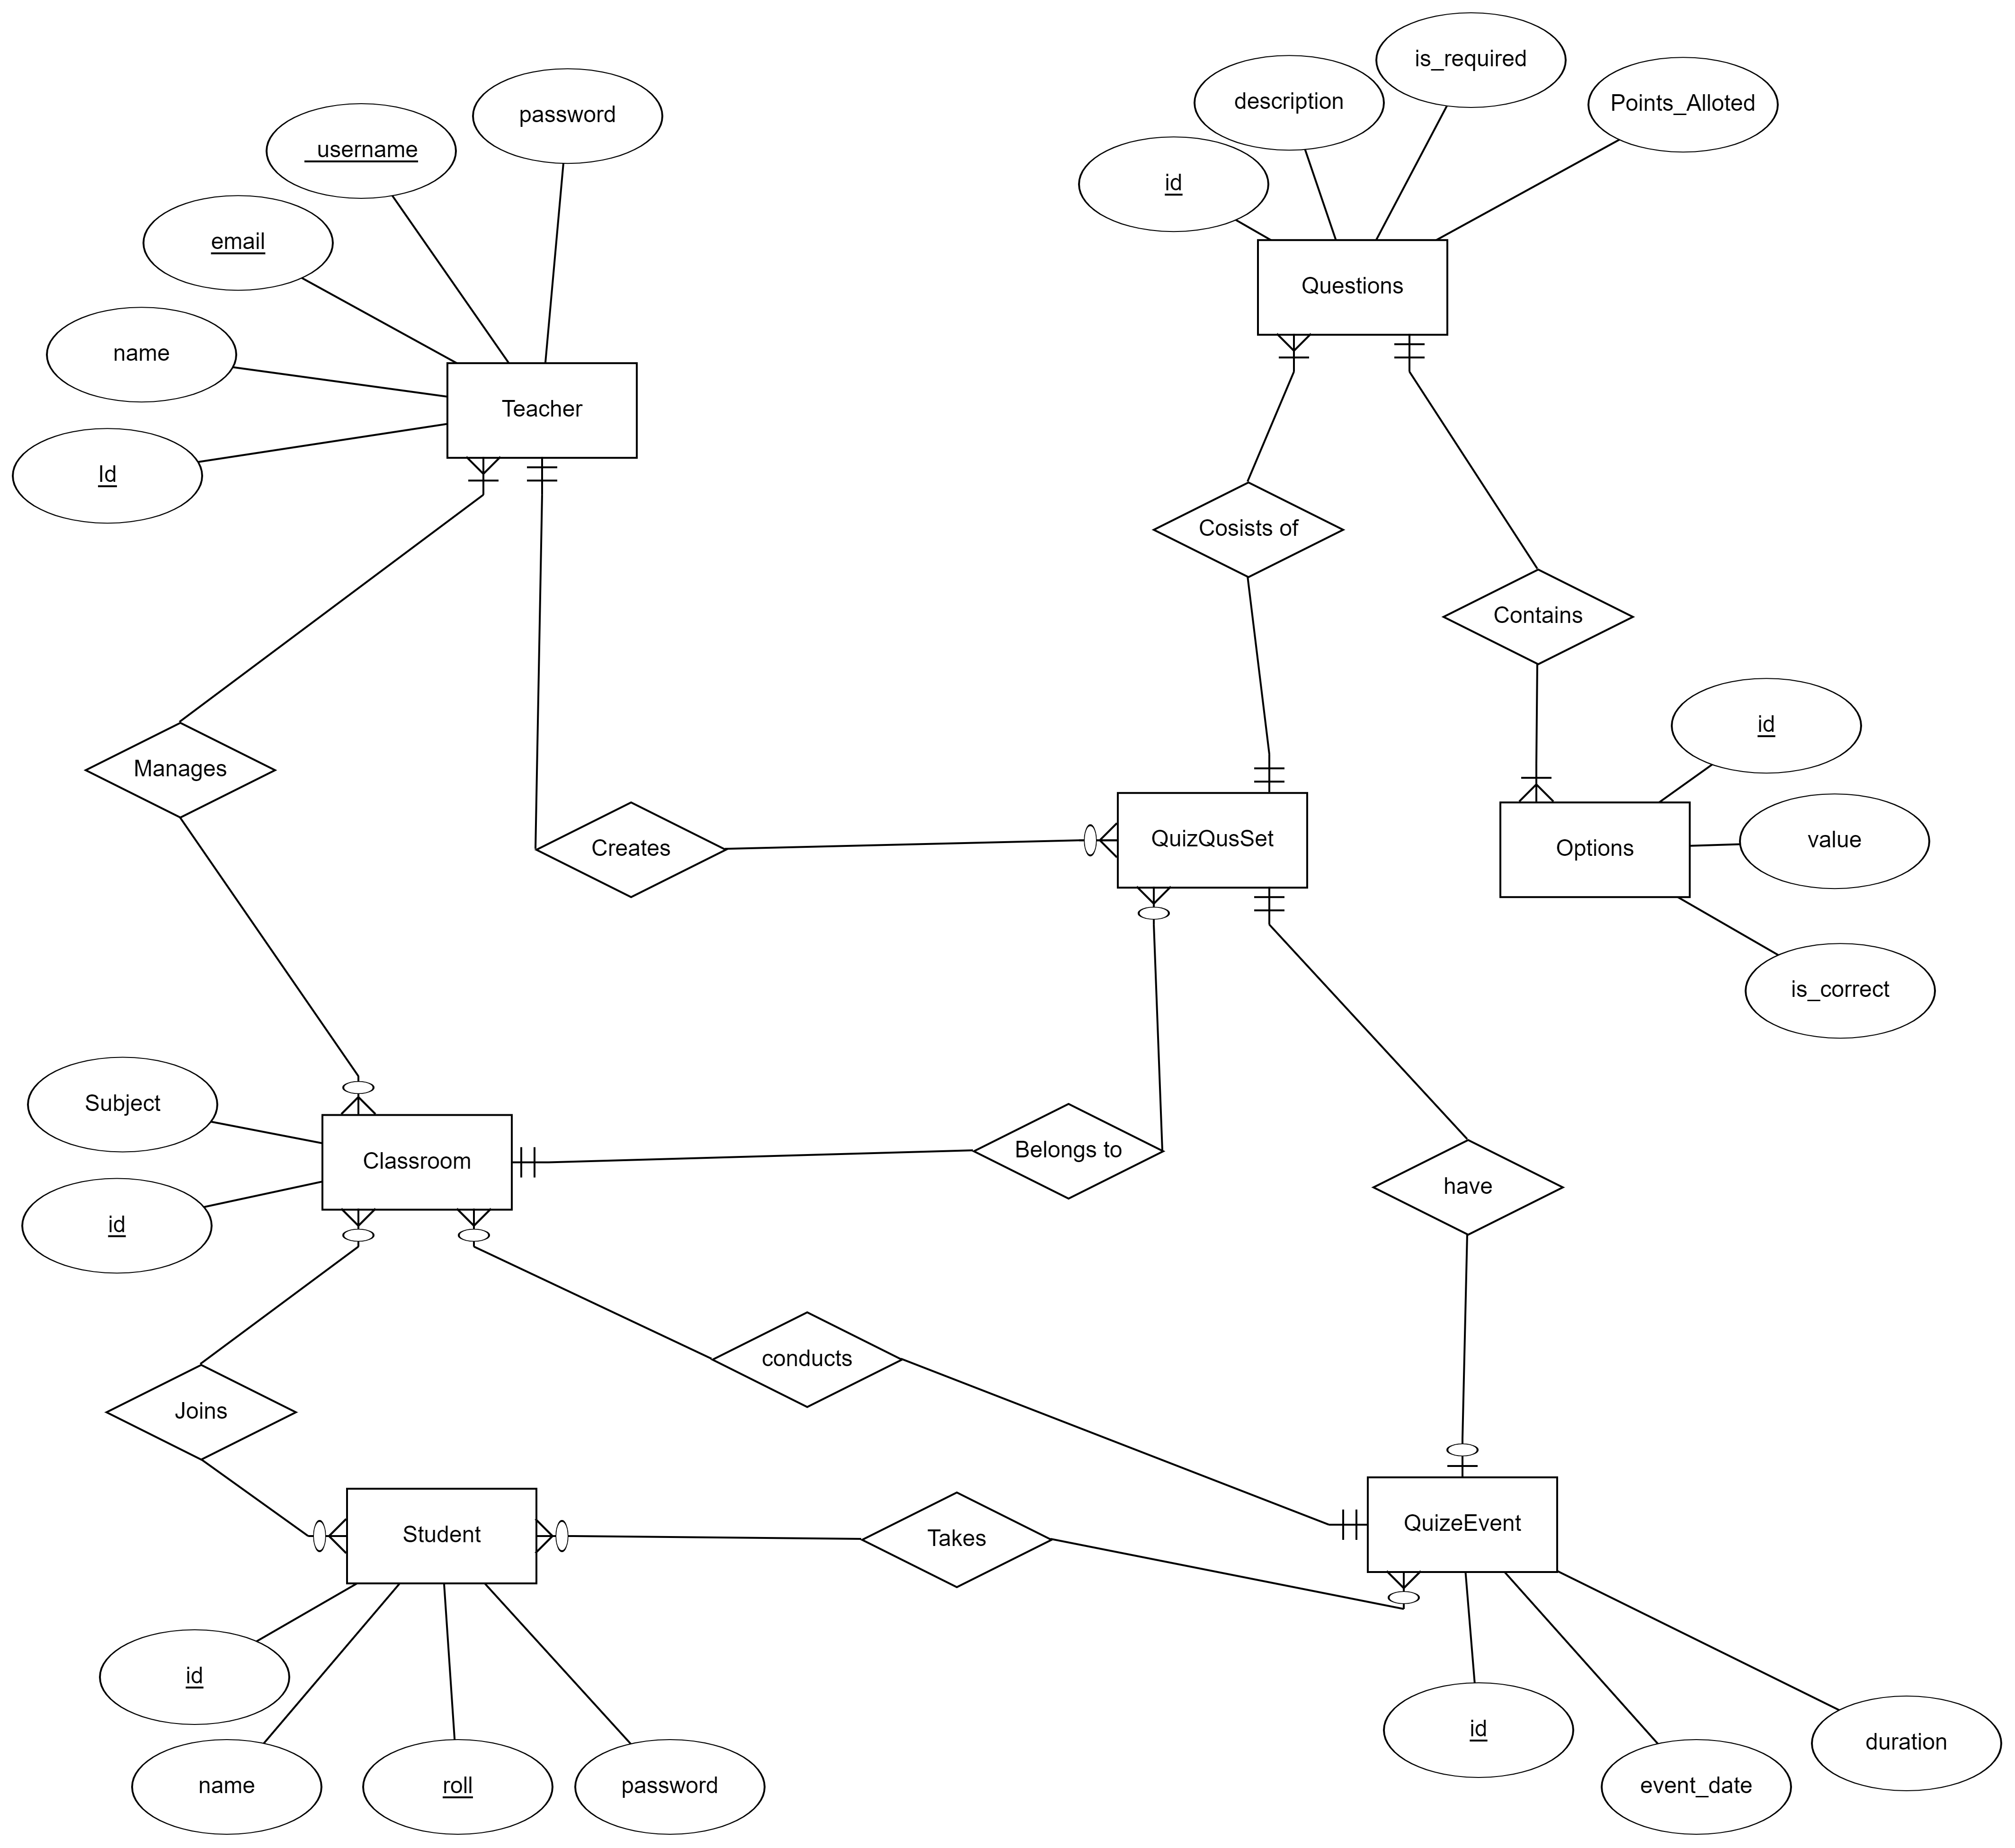 is_required
description
Points_Alloted
password
username
id
email
Questions
name
Teacher
Id
Cosists of
Contains
id
Manages
QuizQusSet
value
Creates
Options
is_correct
Subject
Belongs to
Classroom
have
id
conducts
Joins
QuizeEvent
Student
Takes
id
id
duration
name
roll
password
event_date